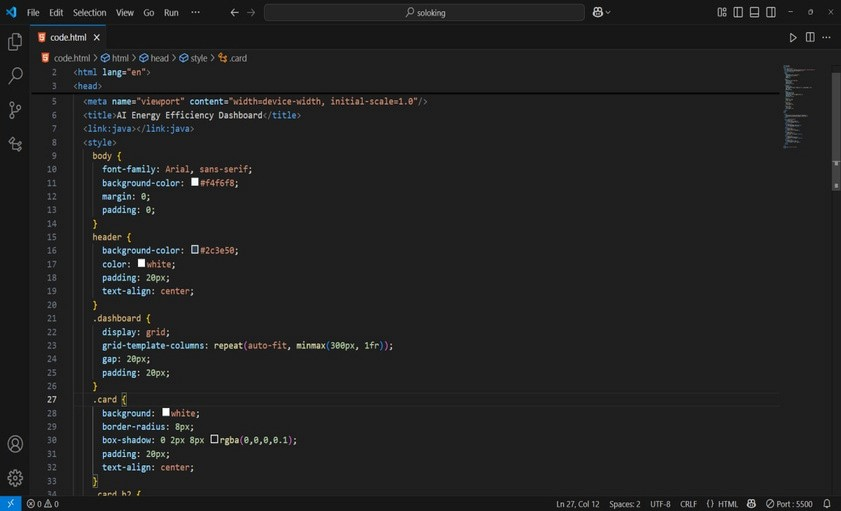 File Edit Selection View Go Run ··· soloking
code.html
code.html > html > head > style > .card
2 <html lang="en">
3 <head>
5 <meta name="viewport" content="width=device-width, initial-scale=1.0"/>
6 <title>AI Energy Efficiency Dashboard</title>
7 <link:java></link:java>
8 <style>
9 body {
10 font-family: Arial, sans-serif;
11 background-color: #f4f6f8;
12 margin: 0;
13 padding: 0;
14 }
15 header {
16 background-color: #2c3e50;
17 color: white;
18 padding: 20px;
19 text-align: center;
20 }
21 .dashboard {
22 display: grid;
23 grid-template-columns: repeat(auto-fit, minmax(300px, 1fr));
24 gap: 20px;
25 padding: 20px;
26 }
27 .card {
28 background: white;
29 border-radius: 8px;
30 box-shadow: 0 2px 8px rgba(0,0,0,0.1);
31 padding: 20px;
32 text-align: center;
33 }
34 .card h2 {
0 0 Ln 27, Col 12 Spaces: 2 UTF-8 CRLF {} HTML Port : 5500